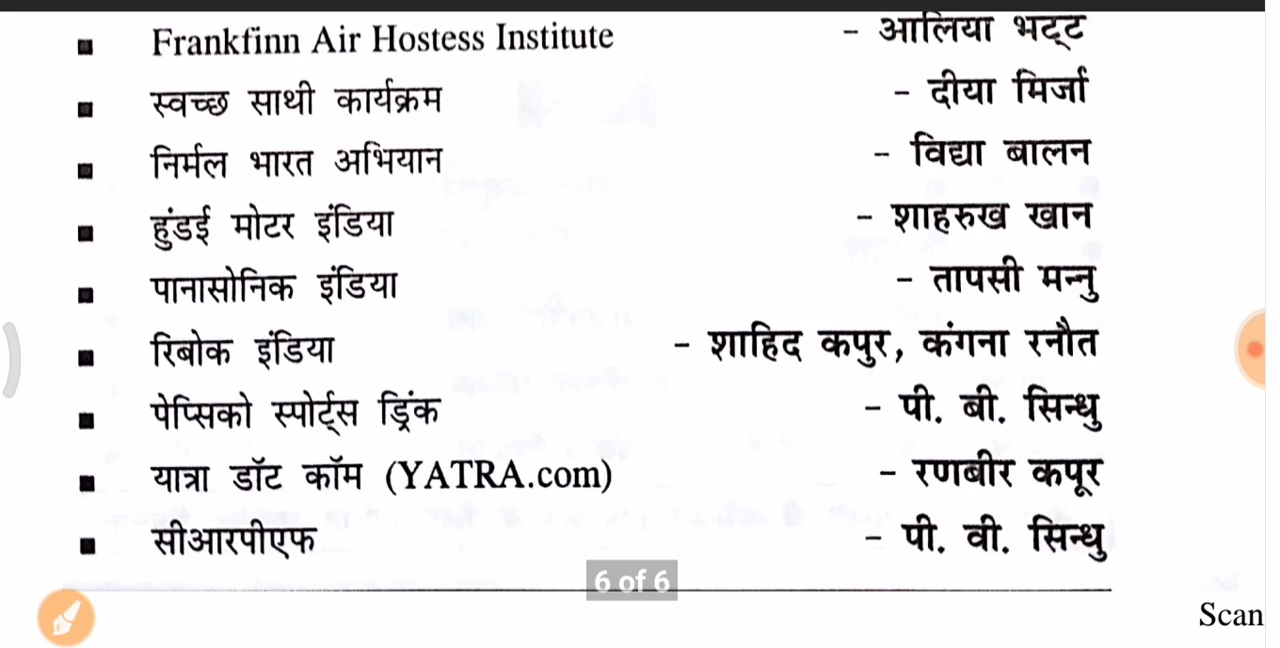 ▪ Frankfinn Air Hostess Institute - आलिया भट्ट
▪ स्वच्छ साथी कार्यक्रम - दीया मिर्जा
▪ निर्मल भारत अभियान - विद्या बालन
▪ हुंडई मोटर इंडिया - शाहरुख खान
▪ पानासोनिक इंडिया - तापसी मन्नु
▪ रिबोक इंडिया - शाहिद कपुर, कंगना रनौत
▪ पेप्सिको स्पोर्ट्स ड्रिंक - पी. बी. सिन्धु
▪ यात्रा डॉट कॉम (YATRA.com) - रणबीर कपूर
▪ सीआरपीएफ - पी. वी. सिन्धु
6 of 6
Scan